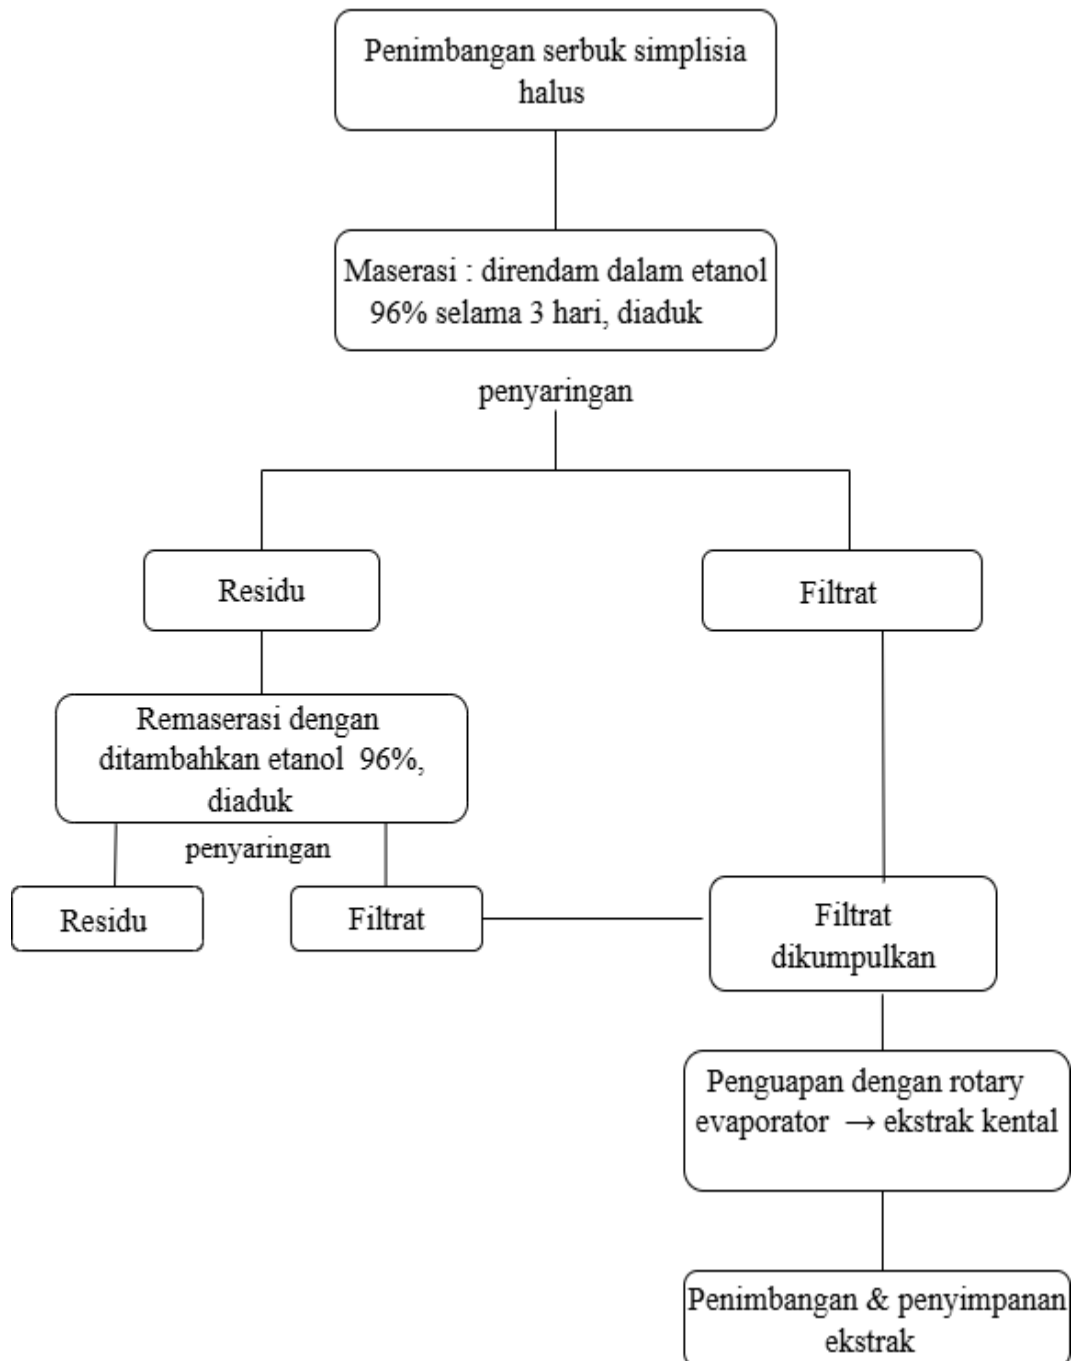 Penimbangan serbuk simplisia
halus
Maserasi : direndam dalam etanol
96% selama 3 hari, diaduk
penyaringan
Residu
Filtrat
Remaserasi dengan
ditambahkan etanol 96%,
diaduk
penyaringan
Residu
Filtrat
Filtrat
dikumpulkan
Penguapan dengan rotary
evaporator → ekstrak kental
Penimbangan & penyimpanan
ekstrak